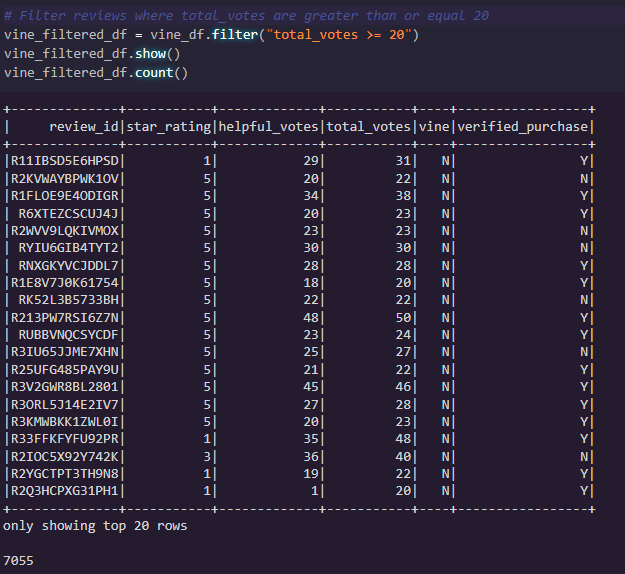 # Filter reviews where total_votes are greater than or equal 20
vine_filtered_df = vine_df.filter("total_votes >= 20")
vine_filtered_df.show()
vine_filtered_df.count()
+--------------+-----------+-------------+-----------+----+-----------------+
|     review_id|star_rating|helpful_votes|total_votes|vine|verified_purchase|
+--------------+-----------+-------------+-----------+----+-----------------+
|R11IBSD5E6HPSD|          1|           29|         31|   N|                Y|
|R2KVWAYBPWK1OV|          5|           20|         22|   N|                N|
|R1FLOE9E4ODIGR|          5|           34|         38|   N|                Y|
| R6XTEZCSCUJ4J|          5|           20|         23|   N|                Y|
|R2WVV9LQKIVMOX|          5|           23|         23|   N|                N|
| RYIU6GIB4TYT2|          5|           30|         30|   N|                N|
| RNXGKYVCJDDL7|          5|           28|         28|   N|                Y|
|R1E8V7J0K61754|          5|           18|         20|   N|                Y|
| RK52L3B5733BH|          5|           22|         22|   N|                N|
|R213PW7RSI6Z7N|          5|           48|         50|   N|                Y|
| RUBBVNQCSYCDF|          5|           23|         24|   N|                Y|
|R3IU65JJME7XHN|          5|           25|         27|   N|                N|
|R25UFG485PAY9U|          5|           21|         22|   N|                Y|
|R3V2GWR8BL2801|          5|           45|         46|   N|                Y|
|R3ORL5J14E2IV7|          5|           27|         28|   N|                Y|
|R3KMWBKK1ZWL0I|          5|           20|         23|   N|                Y|
|R33FFKFYFU92PR|          1|           35|         48|   N|                Y|
|R2IOC5X92Y742K|          3|           36|         40|   N|                N|
|R2YGCTPT3TH9N8|          1|           19|         22|   N|                Y|
|R2Q3HCPXG31PH1|          1|            1|         20|   N|                Y|
+--------------+-----------+-------------+-----------+----+-----------------+
only showing top 20 rows
7055